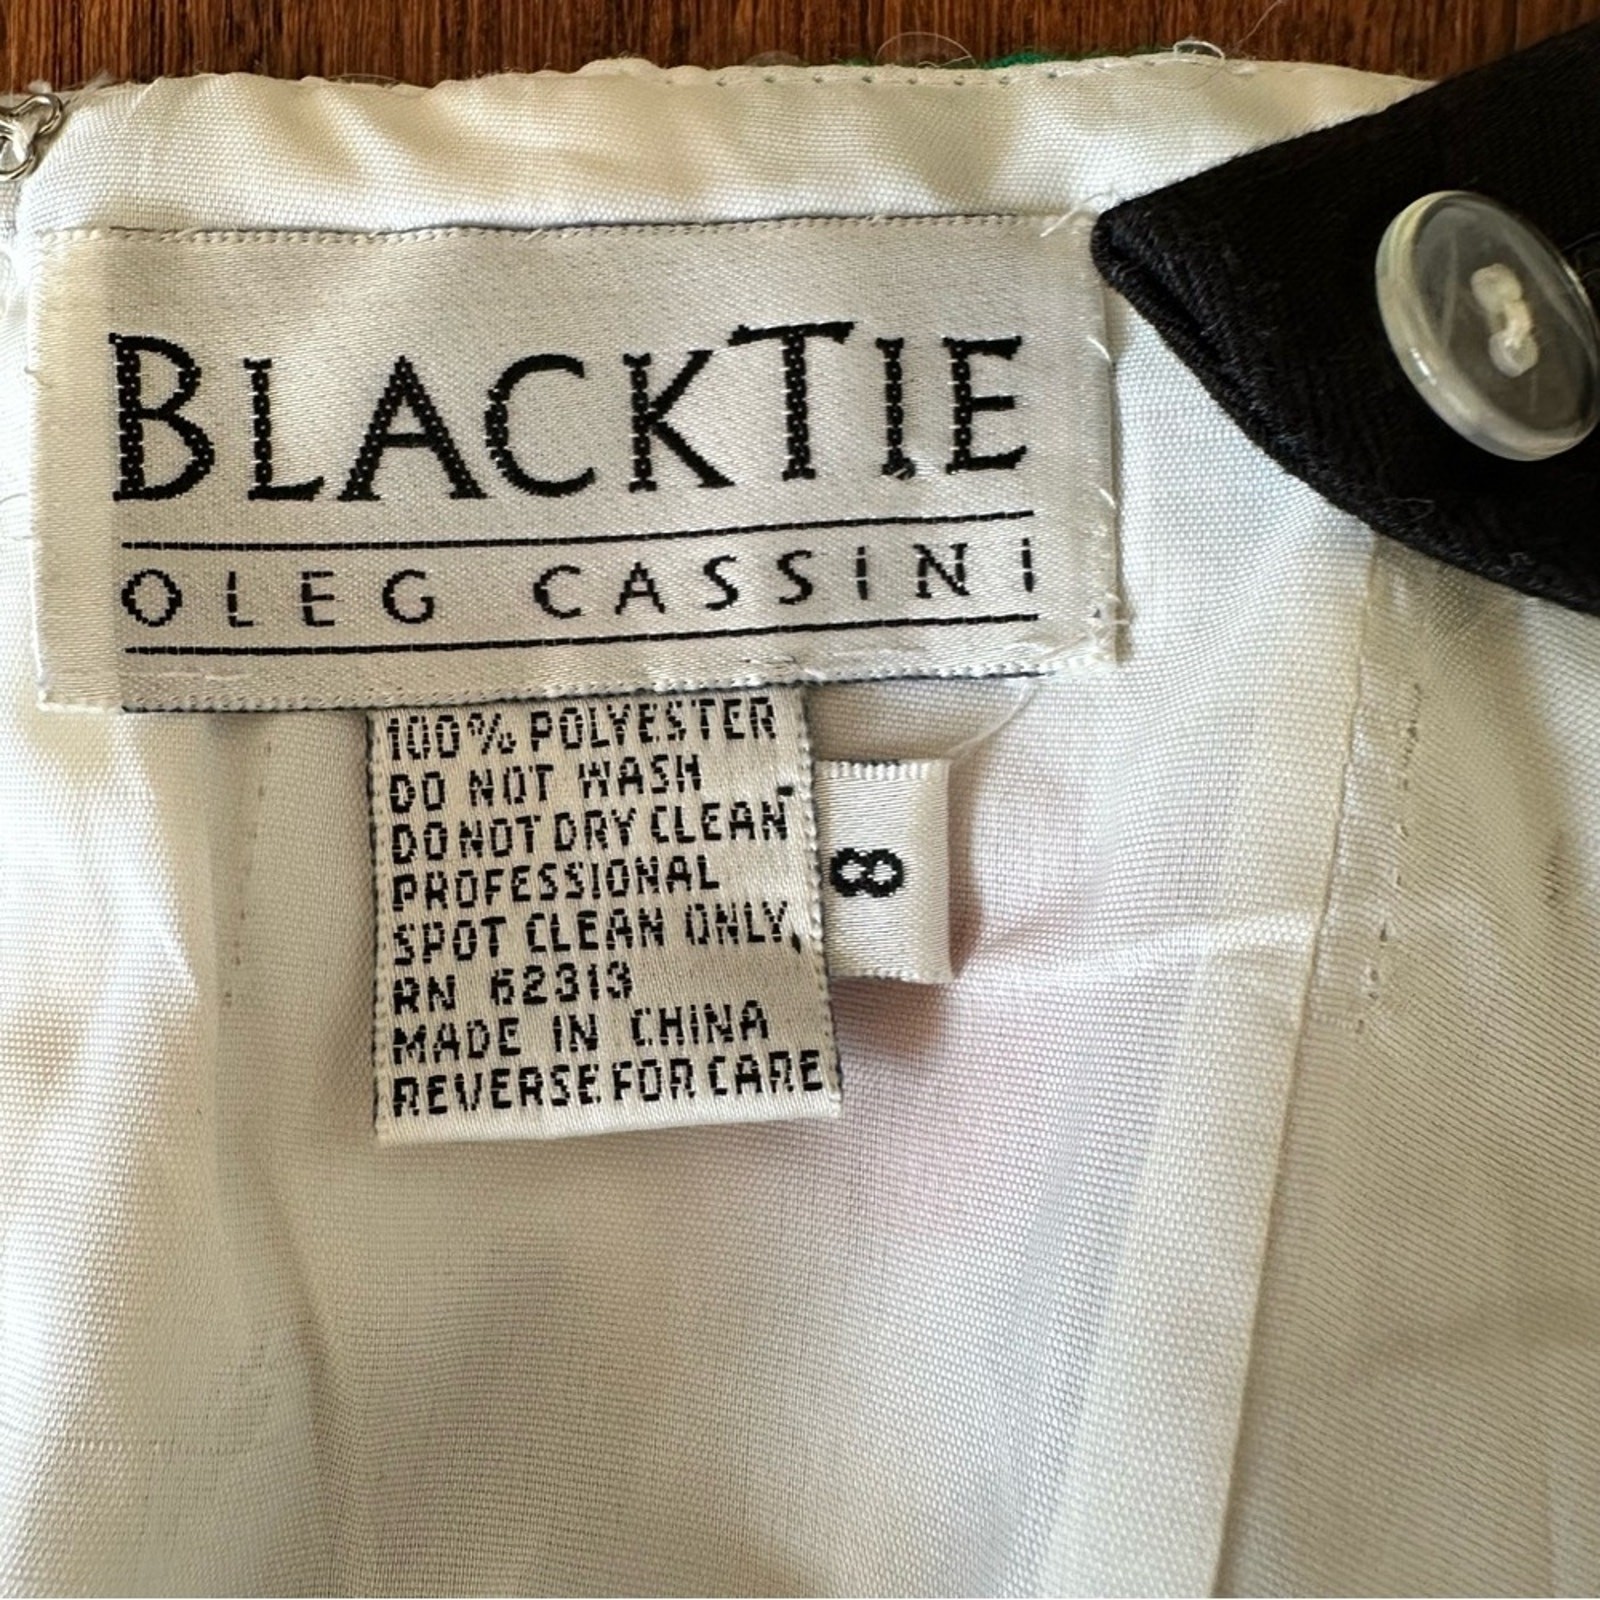 BLACKTIE
OLEG CASSINI
100% POLYESTER
DO NOT WASH
DO NOT DRY CLEAN-
PROFESSIONAL
SPOT CLEAN ONLY.
RN 62313
MADE IN CHINA
REVERSE FOR CARE
8